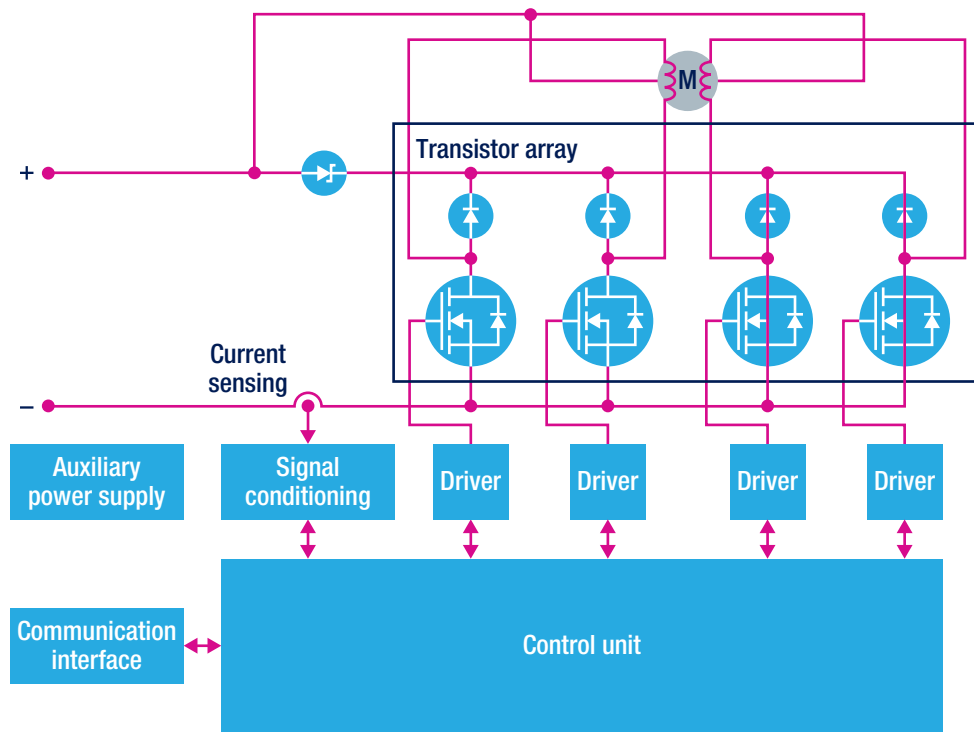 M
Transistor array
+
Current
sensing
–
Auxiliary
power supply
Signal
conditioning
Driver
Driver
Driver
Driver
Communication
interface
Control unit